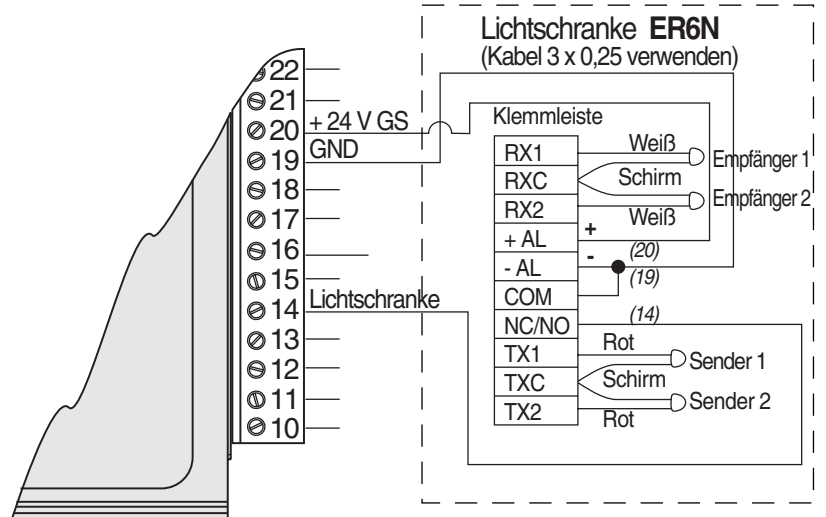 Lichtschranke ER6N
(Kabel 3 x 0,25 verwenden)
22
21
20 + 24 V GS
19 GND
18
17
16
15
14 Lichtschranke
13
12
11
10
Klemmleiste
RX1 Weiß Empfänger 1
RXC Schirm
RX2 Weiß Empfänger 2
+ AL + (20)
- AL - (19)
COM
NC/NO (14)
TX1 Rot Sender 1
TXC Schirm
TX2 Rot Sender 2